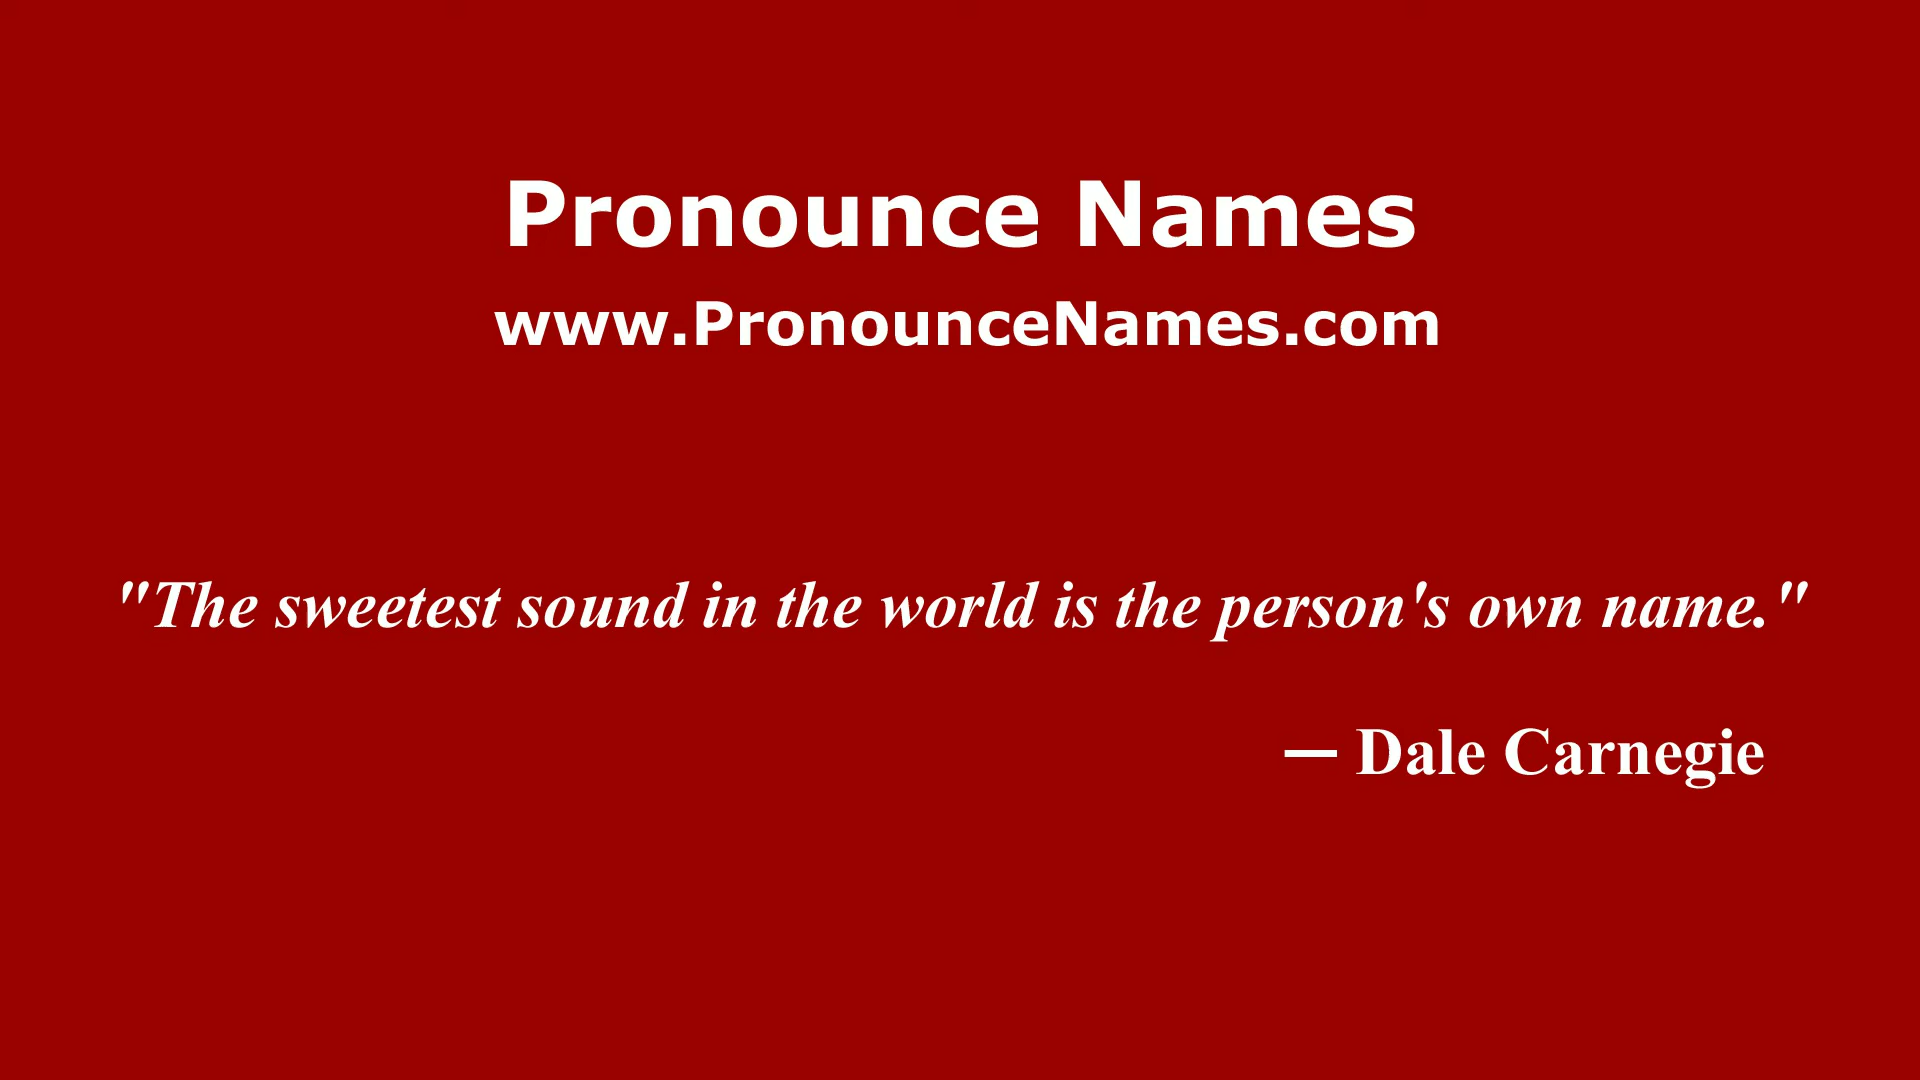 Pronounce Names
www.PronounceNames.com
"The sweetest sound in the world is the person's own name."
— Dale Carnegie